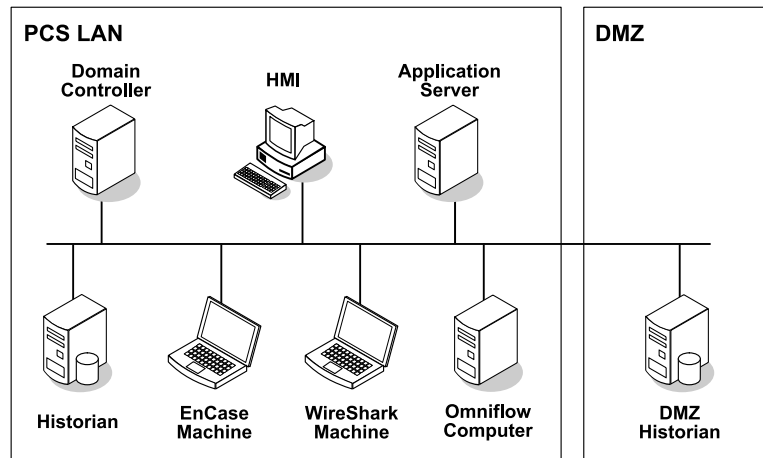 PCS LAN
DMZ
Domain
Controller
HMI
Application
Server
Historian
EnCase
Machine
WireShark
Machine
Omniflow
Computer
DMZ
Historian